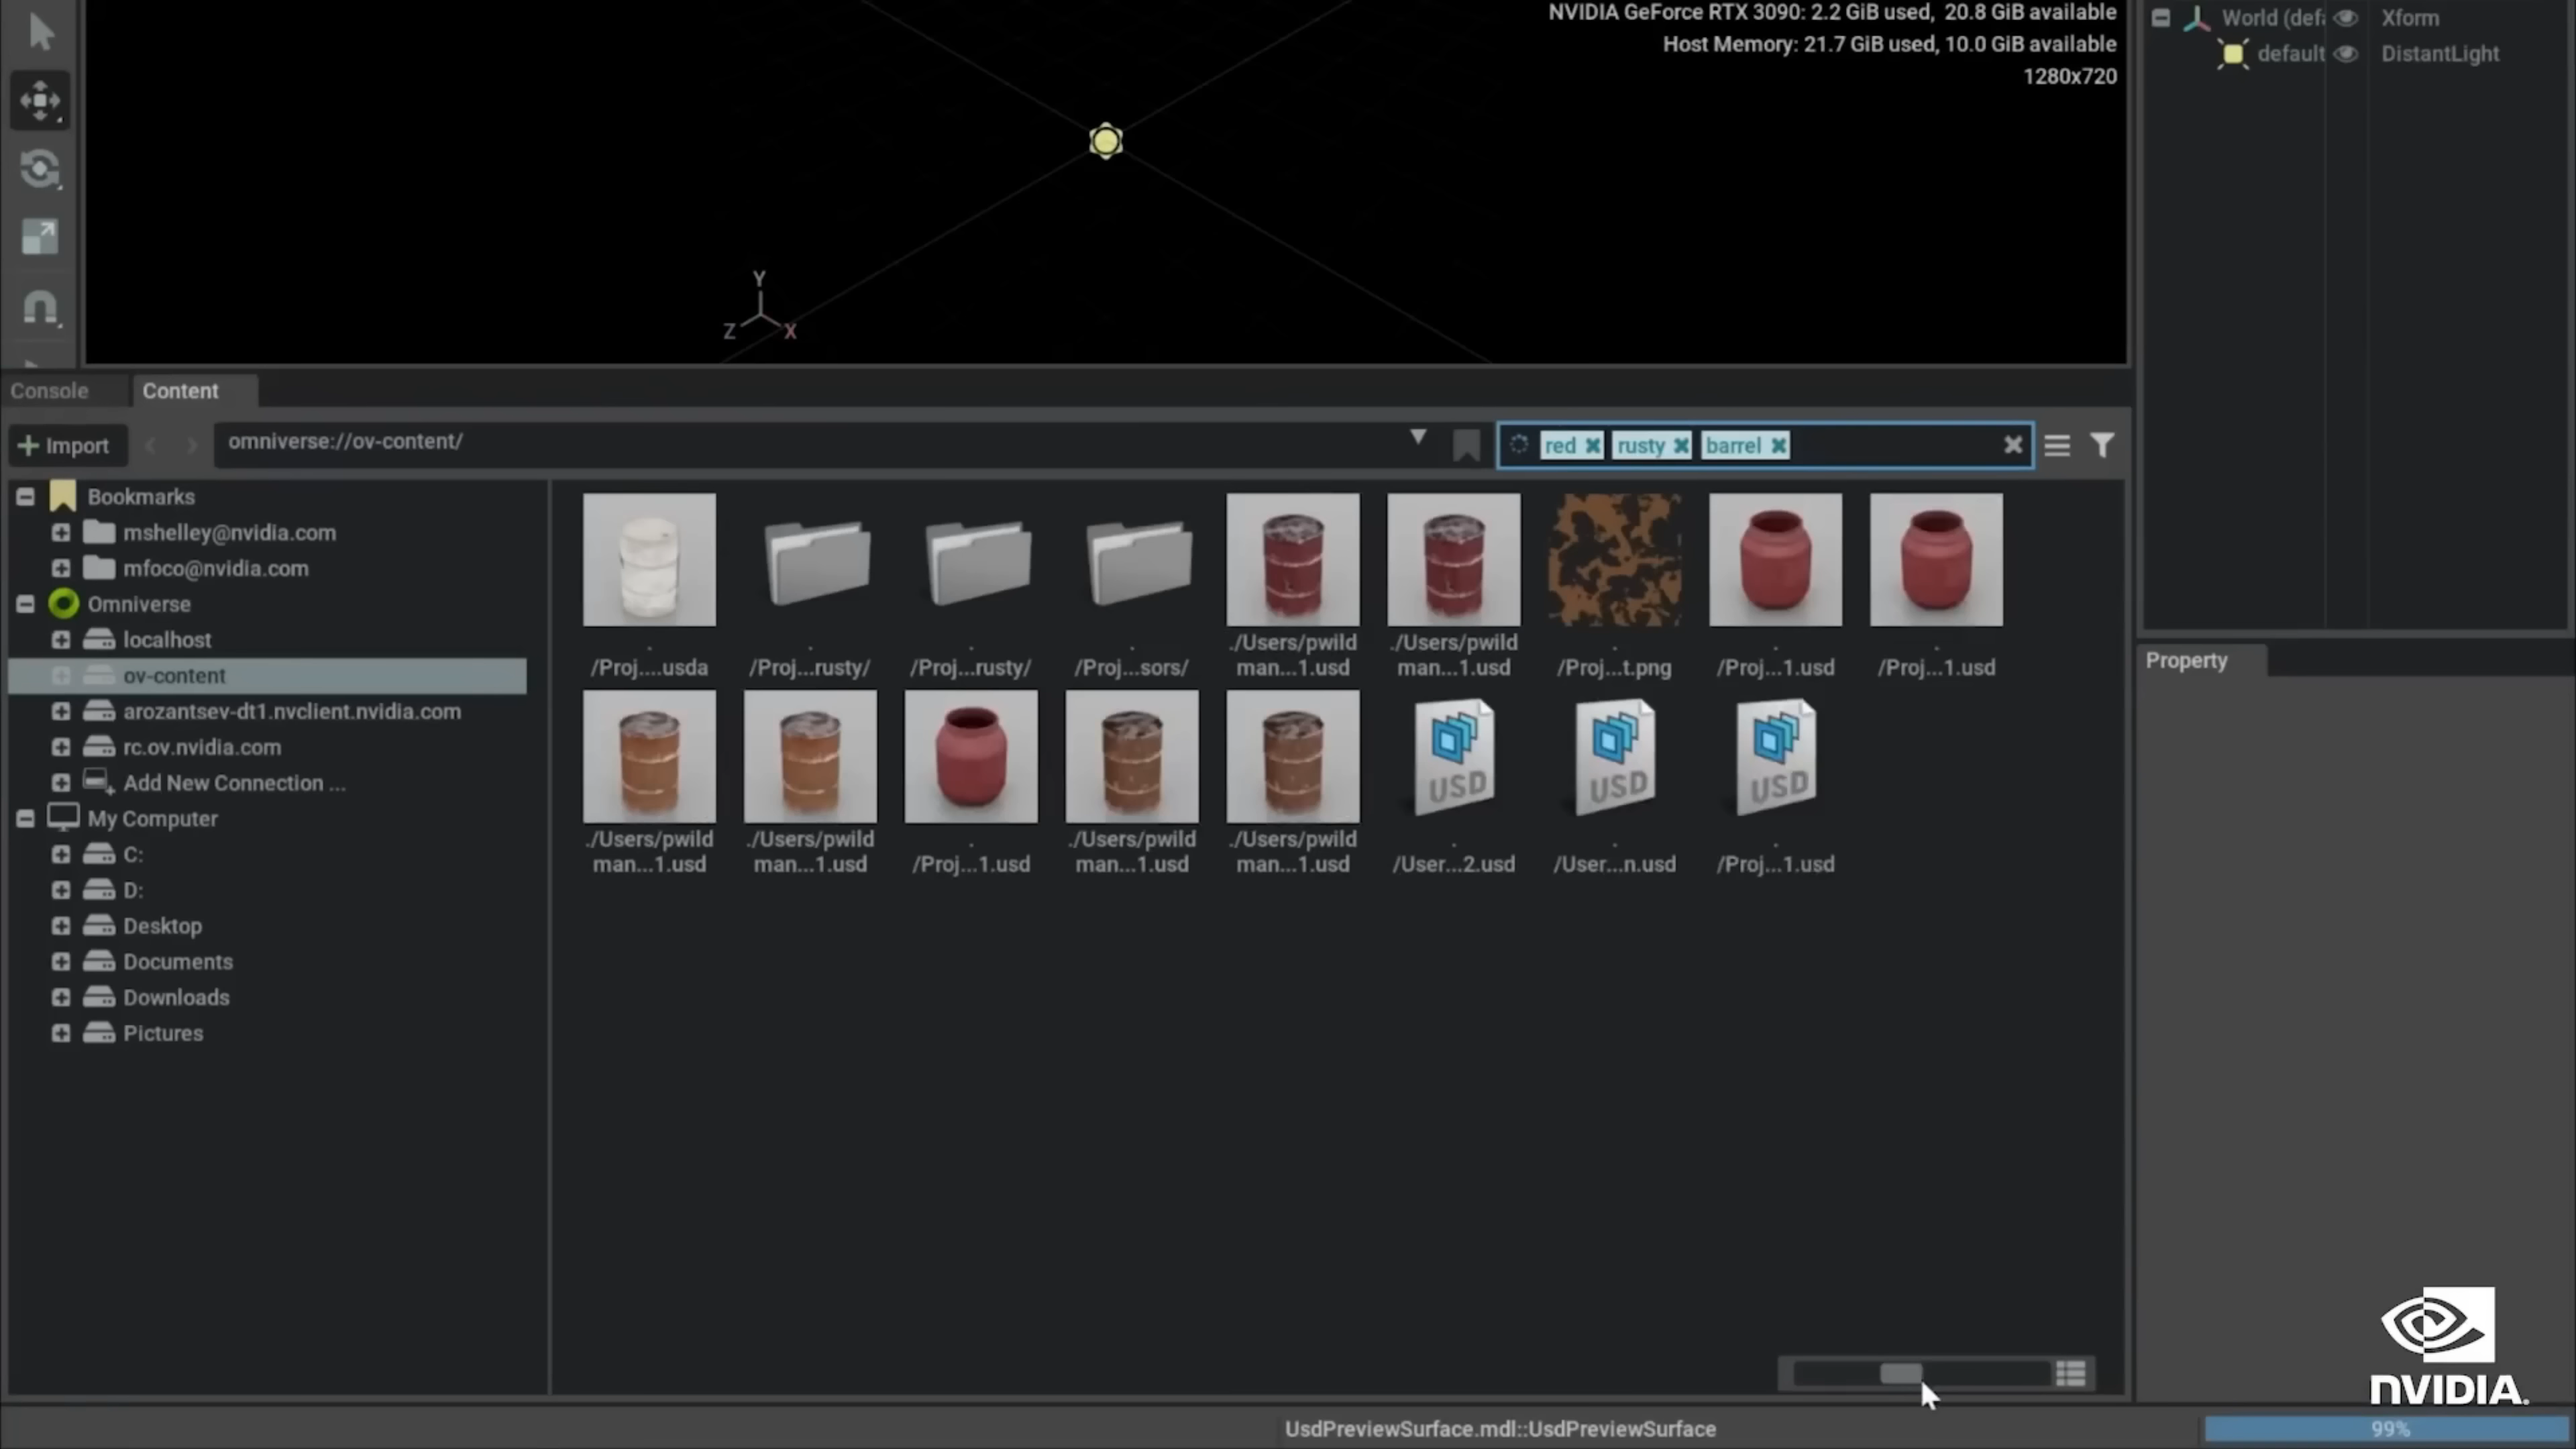 NVIDIA GeForce RTX 3090: 2.2 GiB used, 20.8 GiB available
Host Memory: 21.7 GiB used, 10.0 GiB available
1280x720
World (defa
Xform
default
DistantLight
Y
Z
X
Console
Content
Import
omniverse://ov-content/
red
rusty
barrel
Bookmarks
mshelley@nvidia.com
mfoco@nvidia.com
Omniverse
localhost
ov-content
arozantsev-dt1.nvclient.nvidia.com
rc.ov.nvidia.com
Add New Connection ...
My Computer
C:
D:
Desktop
Documents
Downloads
Pictures
.
/Proj....usda
.
/Proj...rusty/
.
/Proj...rusty/
.
/Proj...sors/
./Users/pwild
man...1.usd
./Users/pwild
man...1.usd
.
/Proj...t.png
.
/Proj...1.usd
.
/Proj...1.usd
./Users/pwild
man...1.usd
./Users/pwild
man...1.usd
.
/Proj...1.usd
./Users/pwild
man...1.usd
./Users/pwild
man...1.usd
USD
.
/User...2.usd
USD
.
/User...n.usd
USD
.
/Proj...1.usd
Property
NVIDIA.
UsdPreviewSurface.mdl::UsdPreviewSurface
99%